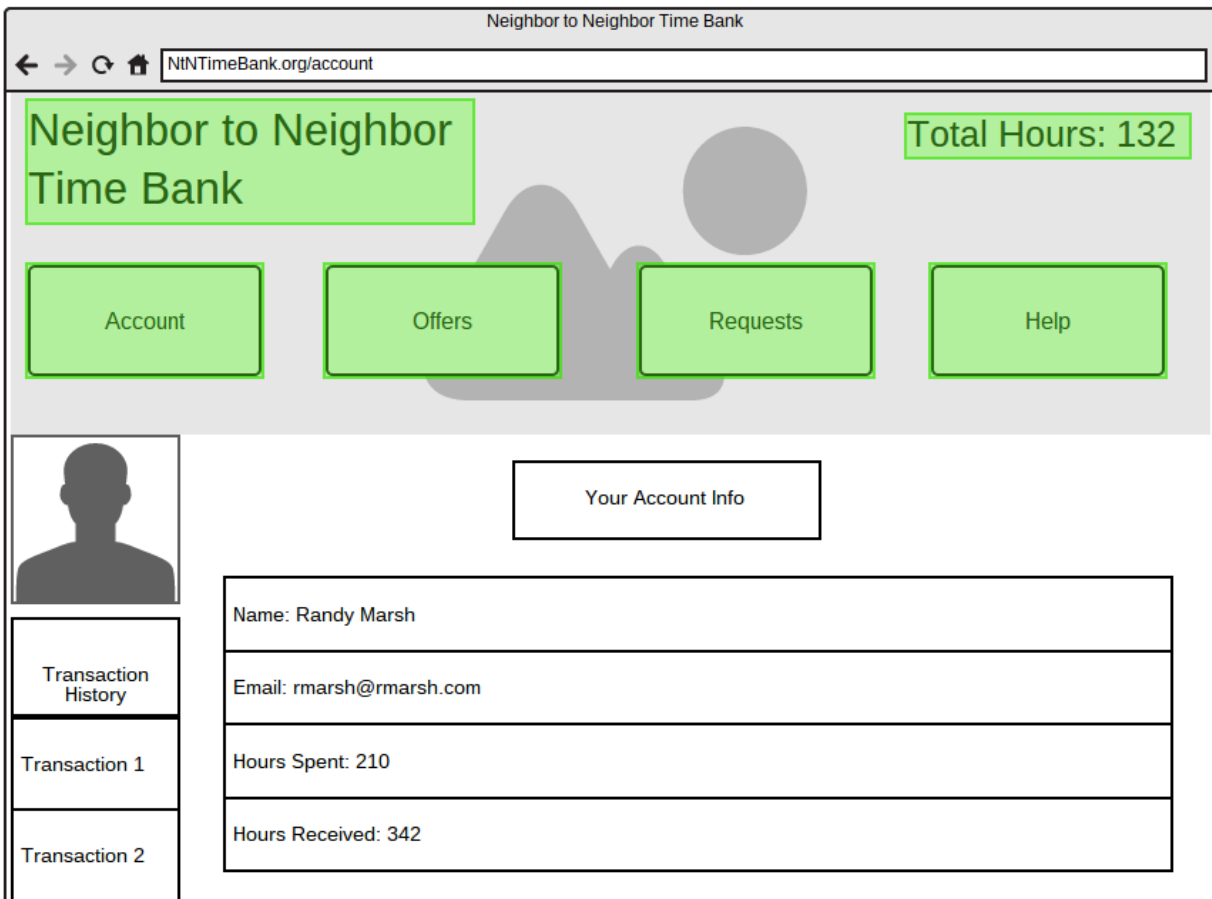 Neighbor to Neighbor Time Bank
NtNTimeBank.org/account
Neighbor to Neighbor
Time Bank
Total Hours: 132
Account
Offers
Requests
Help
Your Account Info
Name: Randy Marsh
Email: rmarsh@rmarsh.com
Hours Spent: 210
Hours Received: 342
Transaction
History
Transaction 1
Transaction 2